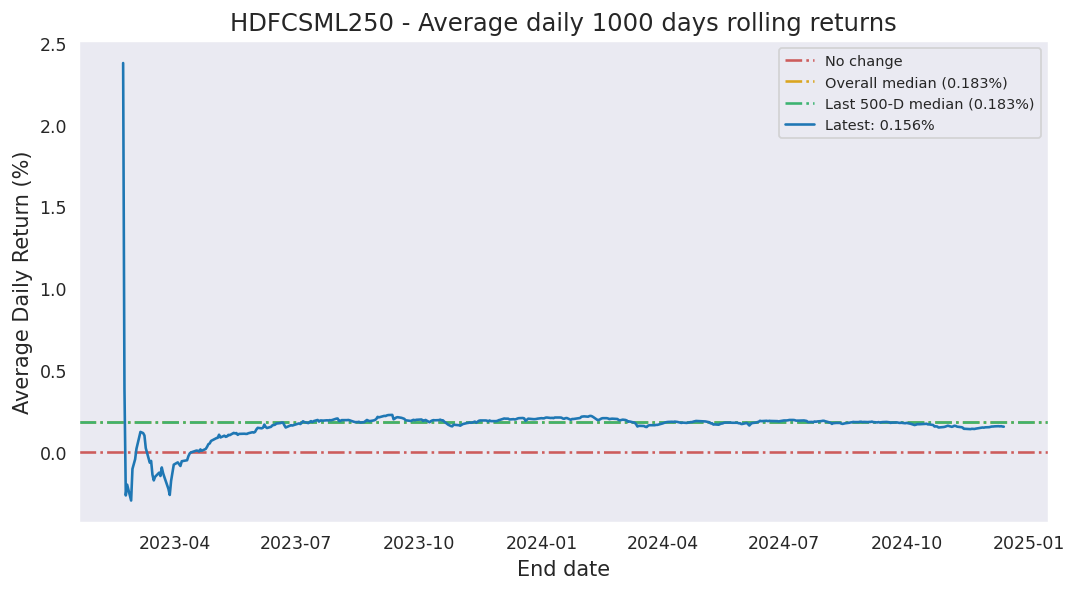 HDFCSML250 - Average daily 1000 days rolling returns
No change
Overall median (0.183%)
Last 500-D median (0.183%)
Latest: 0.156%
Average Daily Return (%)
2.5
2.0
1.5
1.0
0.5
0.0
2023-04 2023-07 2023-10 2024-01 2024-04 2024-07 2024-10 2025-01
End date